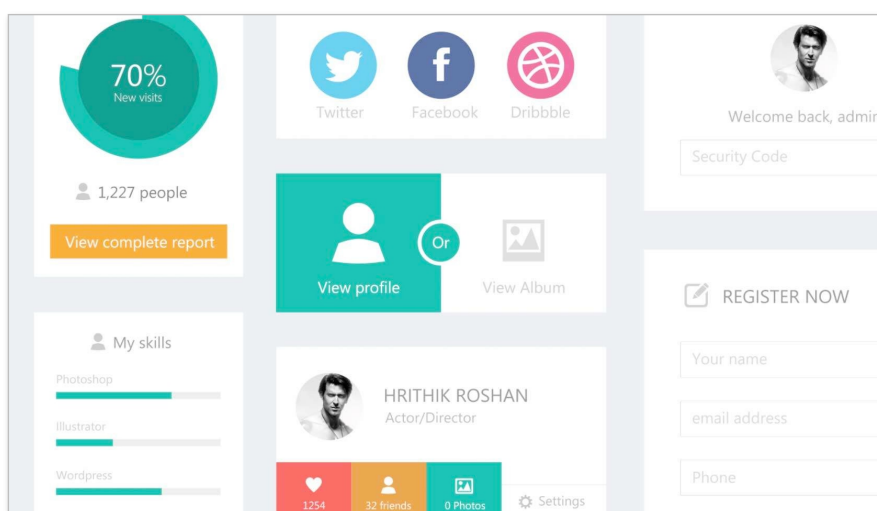 70%
New visits
1,227 people
View complete report
My skills
Photoshop
Illustrator
Wordpress
Twitter
Facebook
Dribbble
View profile
Or
View Album
HRITHIK ROSHAN
Actor/Director
1254
32 friends
0 Photos
Settings
Welcome back, admin
Security Code
REGISTER NOW
Your name
email address
Phone